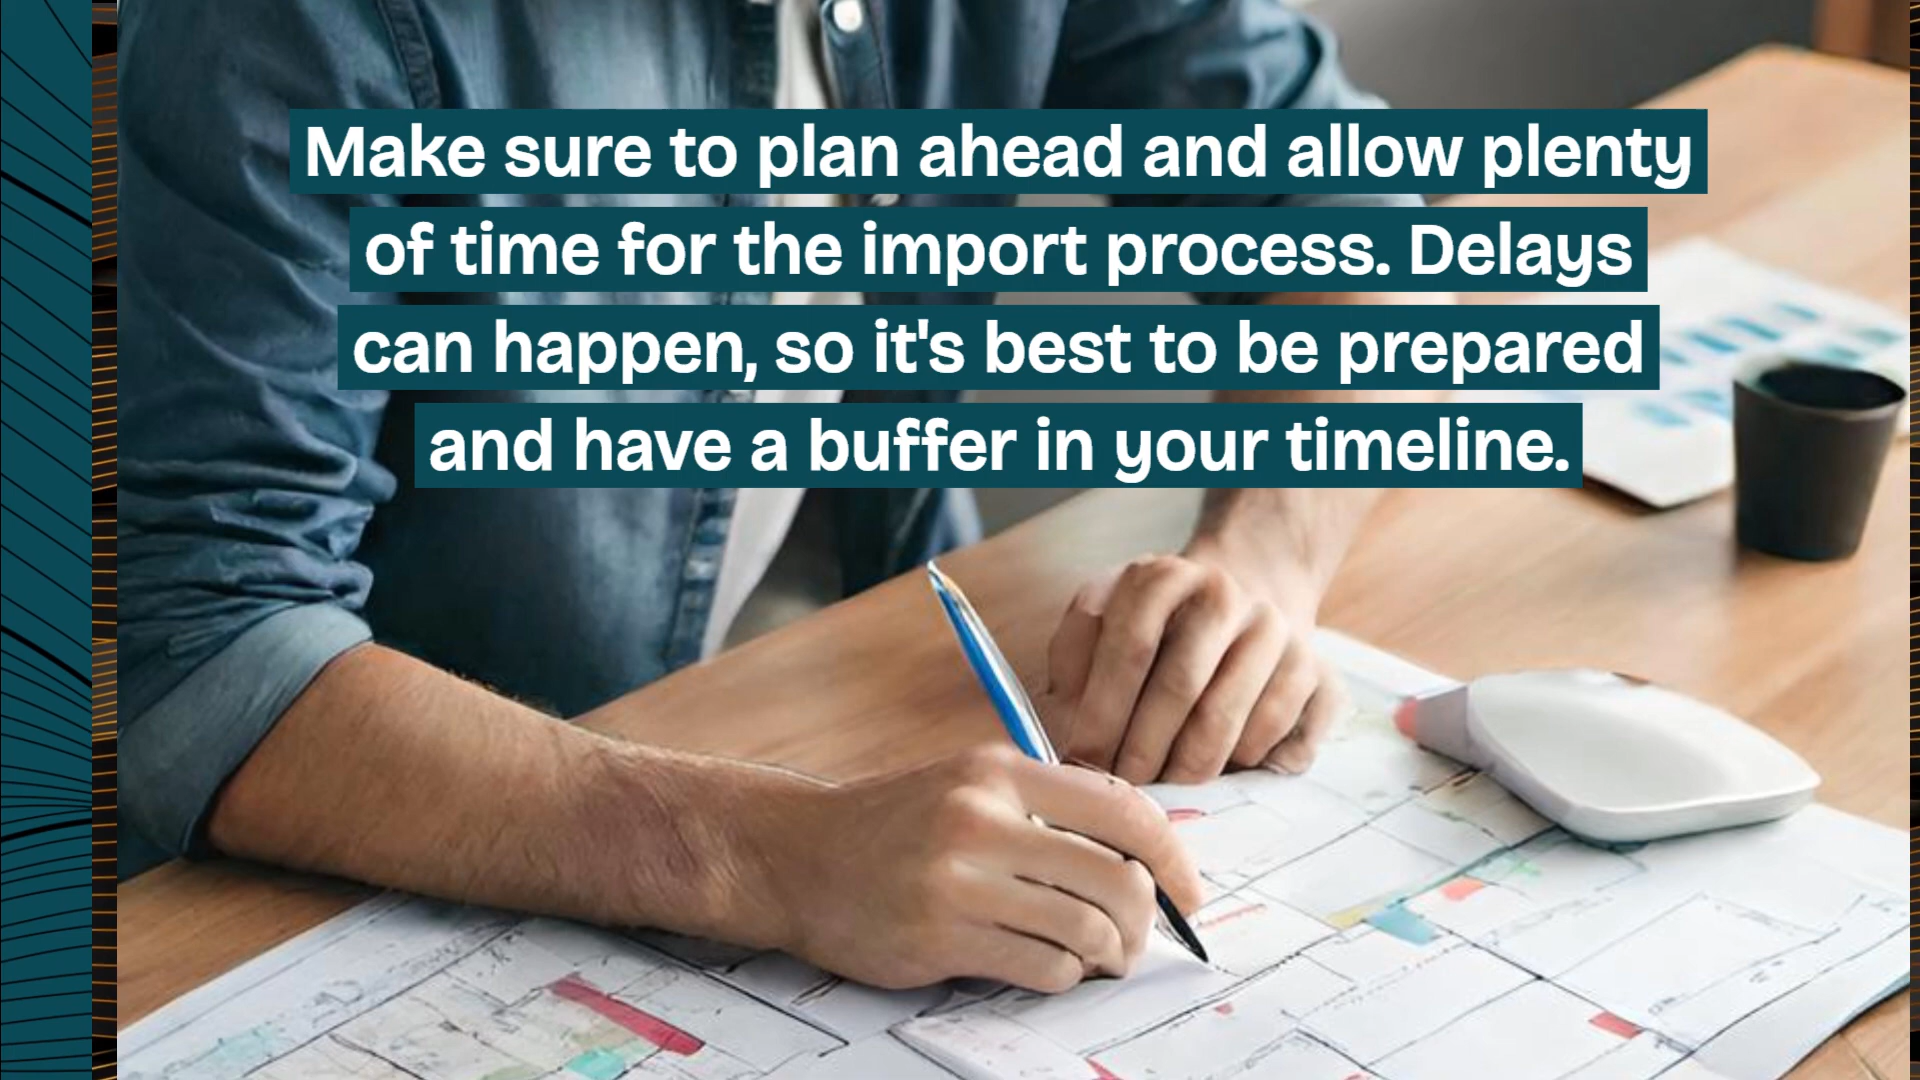 Make sure to plan ahead and allow plenty
of time for the import process. Delays
can happen, so it's best to be prepared
and have a buffer in your timeline.